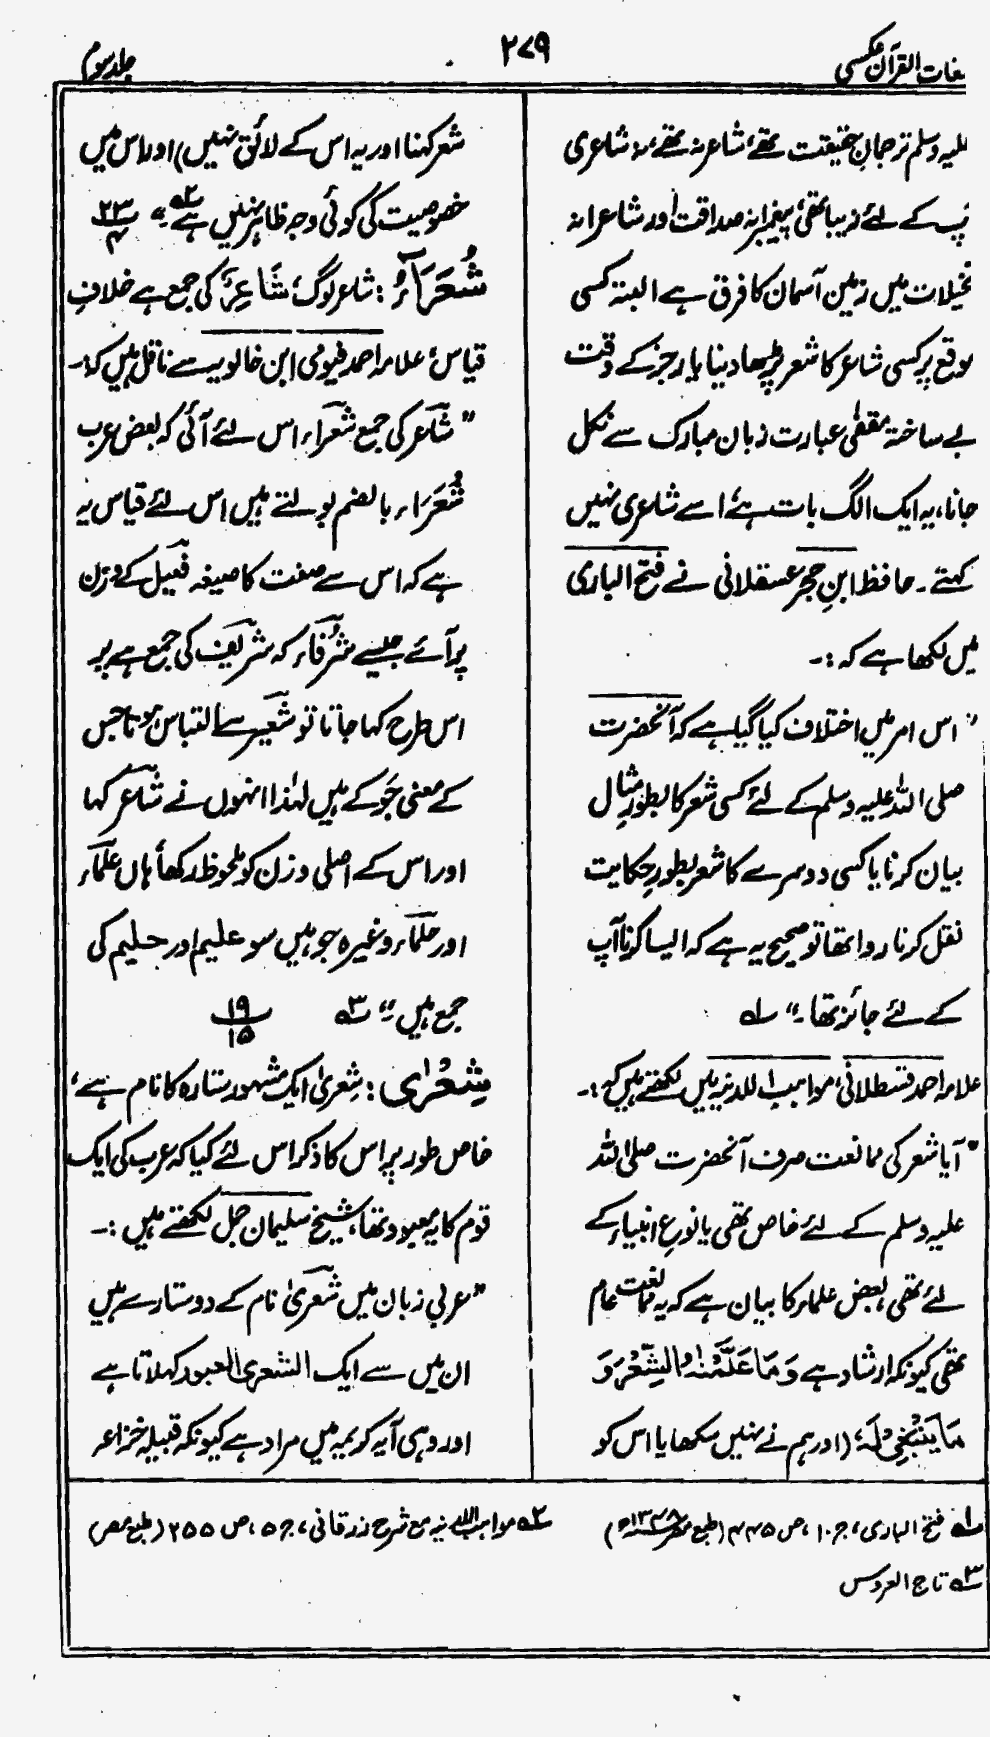 لغات القرآن عکسی
۲۷۹
جلد سوم
علیہ وسلم ترجمانِ حقیقت تھے، شاعر نہ تھے، نہ شاعری
آپ کے لئے زیبا تھی، پیغمبرانہ صداقت اور شاعرانہ
تخیلات میں زمین آسمان کا فرق ہے البتہ کسی
موقع پر کسی شاعر کا شعر پڑھا دینا یا رجز کے وقت
بے ساختہ مقفٰی عبارت زبان مبارک سے نکل
جانا، یہ ایک الگ بات ہے، اسے شاعری نہیں
کہتے۔ حافظ ابنِ حجر عسقلانی نے فتح الباری
میں لکھا ہے کہ :۔
" اس امر میں اختلاف کیا گیا ہے کہ آنحضرت
صلی اللہ علیہ وسلم کے لئے کسی شعر کا بطورِ مثال
بیان کرنا یا کسی دوسرے کا شعر بطورِ حکایت
نقل کرنا روا تھا تو صحیح یہ ہے کہ ایسا کرنا آپ
کے لئے جائز تھا۔" لہ
علامہ احمد قسطلانی، مواہب اللدنیہ میں لکھتے ہیں کہ :۔
" آیا شعر کی ممانعت صرف آنحضرت صلی اللہ
علیہ وسلم کے لئے خاص تھی یا نوعِ انبیاء کے
لئے تھی، بعض علماء کا بیان ہے کہ یہ ممانعت عام
تھی کیونکہ ارشاد ہے وَمَا عَلَّمْنٰہُ الشِّعْرَ وَ
مَا یَنْۢبَغِیْ لَہٗ، (اور ہم نے نہیں سکھایا اس کو
شعر کہنا اور یہ اس کے لائق نہیں) اور اس میں
خصوصیت کی کوئی وجہ ظاہر نہیں ہے۔" ۲ہ ۲۳/۴
شُعَرَآءُ : شاعر لوگ، شَاعِرٌ کی جمع ہے خلافِ
قیاس، علامہ احمد فیومی ابن خالویہ سے ناقل ہیں کہ :۔
" شاعر کی جمع شعراء اس لئے آئی کہ بعض عرب
شُعَرَاء بالضم بولتے ہیں اس لئے قیاس یہ
ہے کہ اس سے صفت کا صیغہ فعیل کے وزن
پر آئے جیسے شُرَفَاء کہ شریف کی جمع ہے پر
اس طرح کہا جاتا تو شعیر سے التباس ہوتا جس
کے معنی جَو کے ہیں لہٰذا انہوں نے شاعر کہا
اور اس کے اصلی وزن کو ملحوظ رکھا، ہاں علماء
اور حلماء وغیرہ جو ہیں سو علیم اور حلیم کی
جمع ہیں۔" ۳ہ ۱۹/۱۵
شِعْرٰی : شِعریٰ ایک مشہور ستارہ کا نام ہے،
خاص طور پر اس کا ذکر اس لئے کیا کہ عرب کی ایک
قوم کا یہ معبود تھا، شیخ سلیمان جمل لکھتے ہیں :۔
" عربی زبان میں شعریٰ نام کے دو ستارے ہیں
ان میں سے ایک الشعری العبور کہلاتا ہے
اور وہی آیہ کریمہ میں مراد ہے کیونکہ قبیلہ خزاعہ
۱ہ فتح الباری، ج۱۰، ص ۴۴۵ (طبع مصر ۱۳۴۸ھ)
۲ہ مواہب اللدنیہ مع شرح زرقانی، ج۵، ص ۲۵۵ (طبع مصر)
۳ہ تاج العروس